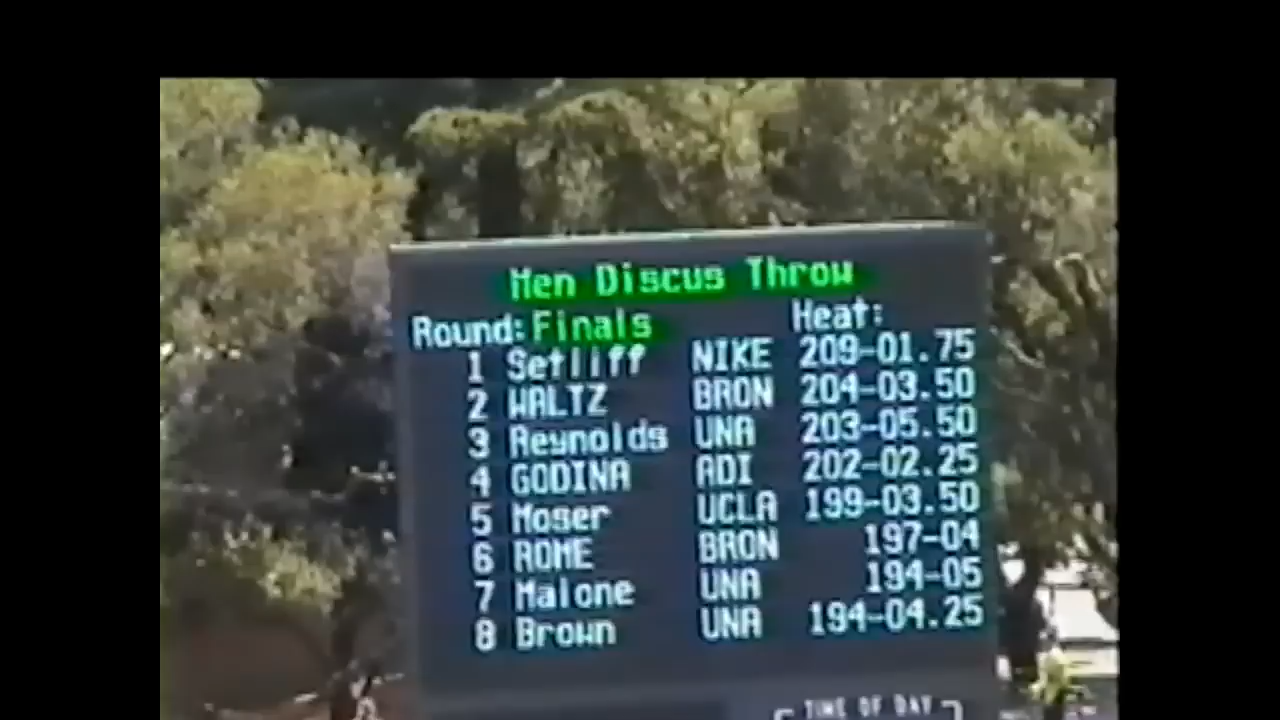 Men Discus Throw
Round: Finals Heat:
1 Setliff NIKE 209-01.75
2 WALTZ BRON 204-03.50
3 Reynolds UNA 203-05.50
4 GODINA ADI 202-02.25
5 Moser UCLA 199-03.50
6 ROME BRON 197-04
7 Malone UNA 194-05
8 Brown UNA 194-04.25
TIME OF DAY